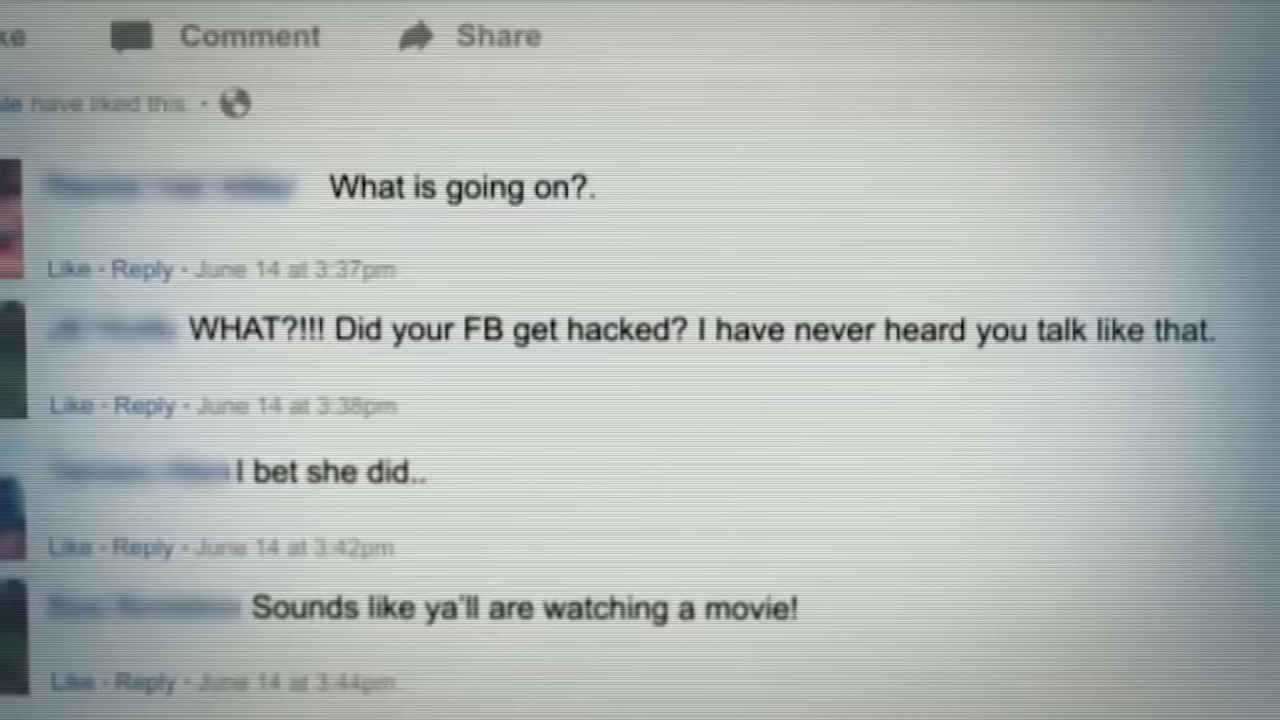 Comment Share
have liked this. ·
What is going on?.
Like · Reply · June 14 at 3:37pm
WHAT?!!! Did your FB get hacked? I have never heard you talk like that.
Like · Reply · June 14 at 3:38pm
I bet she did..
Like · Reply · June 14 at 3:42pm
Sounds like ya'll are watching a movie!
Like · Reply · June 14 at 3:44pm